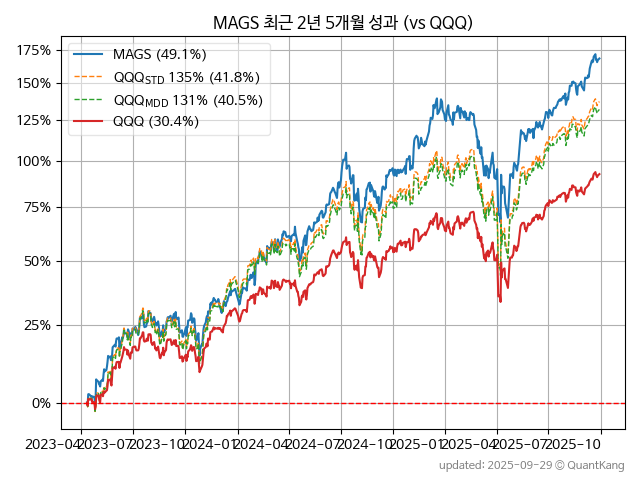 MAGS 최근 2년 5개월 성과 (vs QQQ)
175%
150%
125%
100%
75%
50%
25%
0%
MAGS (49.1%)
QQQSTD 135% (41.8%)
QQQMDD 131% (40.5%)
QQQ (30.4%)
2023-04 2023-07 2023-10 2024-01 2024-04 2024-07 2024-10 2025-01 2025-04 2025-07 2025-10
updated: 2025-09-29 © QuantKang